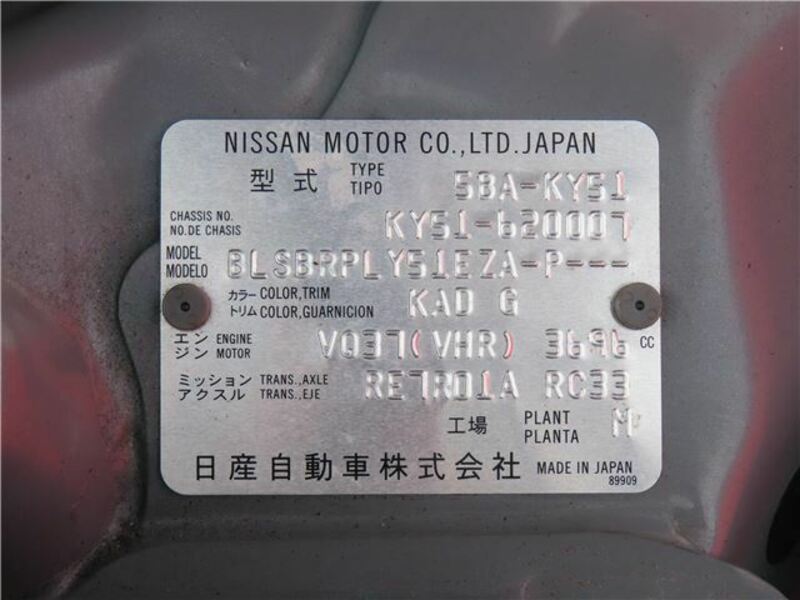 NISSAN MOTOR CO.,LTD.JAPAN
型式 TYPE TIPO 5BA-KY51
CHASSIS NO. NO.DE CHASIS KY51-620007
MODEL MODELO BLSBRPLY51EZA-P---
カラー COLOR,TRIM
トリム COLOR,GUARNICION KAD G
エンジン ENGINE MOTOR VQ37(VHR) 3696 CC
ミッション TRANS.,AXLE
アクスル TRANS.,EJE RE7R01A RC33
工場 PLANT PLANTA M
日産自動車株式会社 MADE IN JAPAN
89909